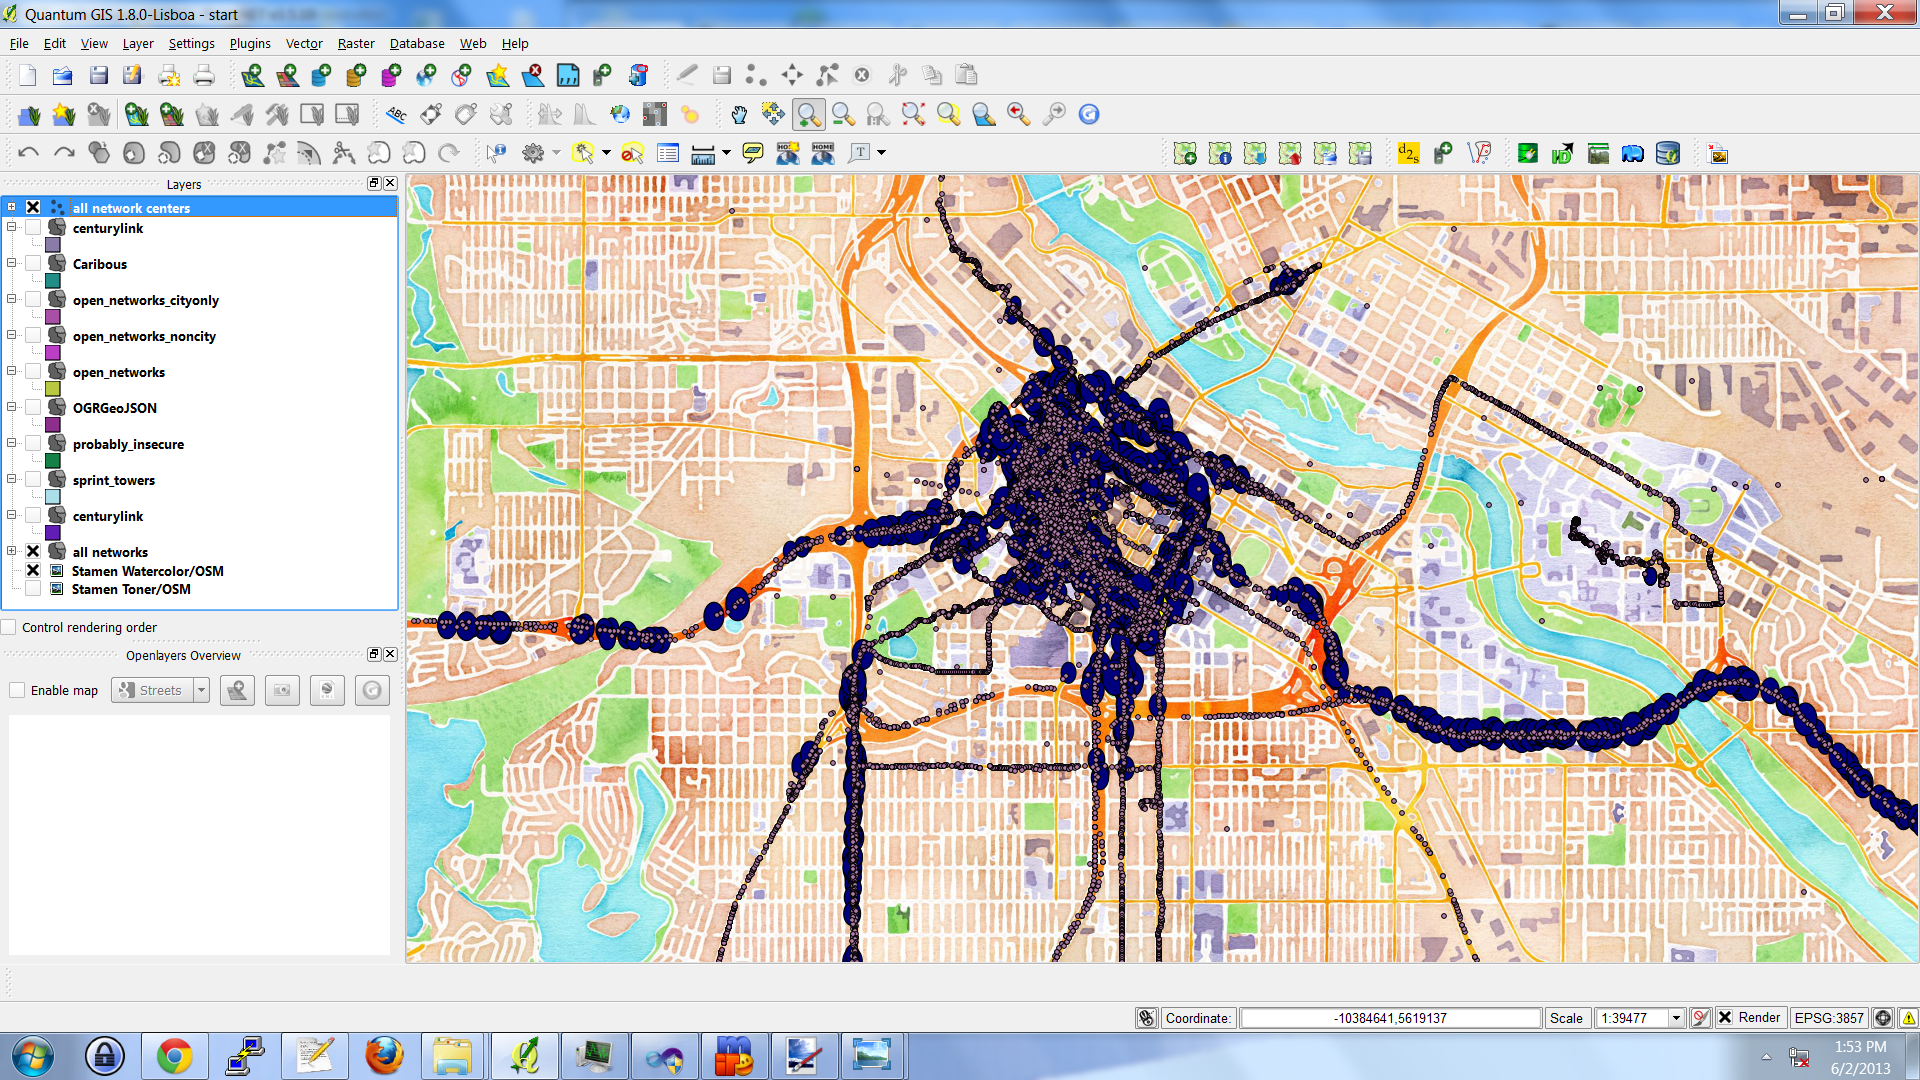 Quantum GIS 1.8.0-Lisboa - start
File Edit View Layer Settings Plugins Vector Raster Database Web Help
ABC
T
d2s
Layers
all network centers
centurylink
Caribous
open_networks_cityonly
open_networks_noncity
open_networks
OGRGeoJSON
probably_insecure
sprint_towers
centurylink
all networks
Stamen Watercolor/OSM
Stamen Toner/OSM
Control rendering order
Openlayers Overview
Enable map Streets
Coordinate: -10384641,5619137 Scale 1:39477 Render EPSG:3857
1:53 PM
6/2/2013